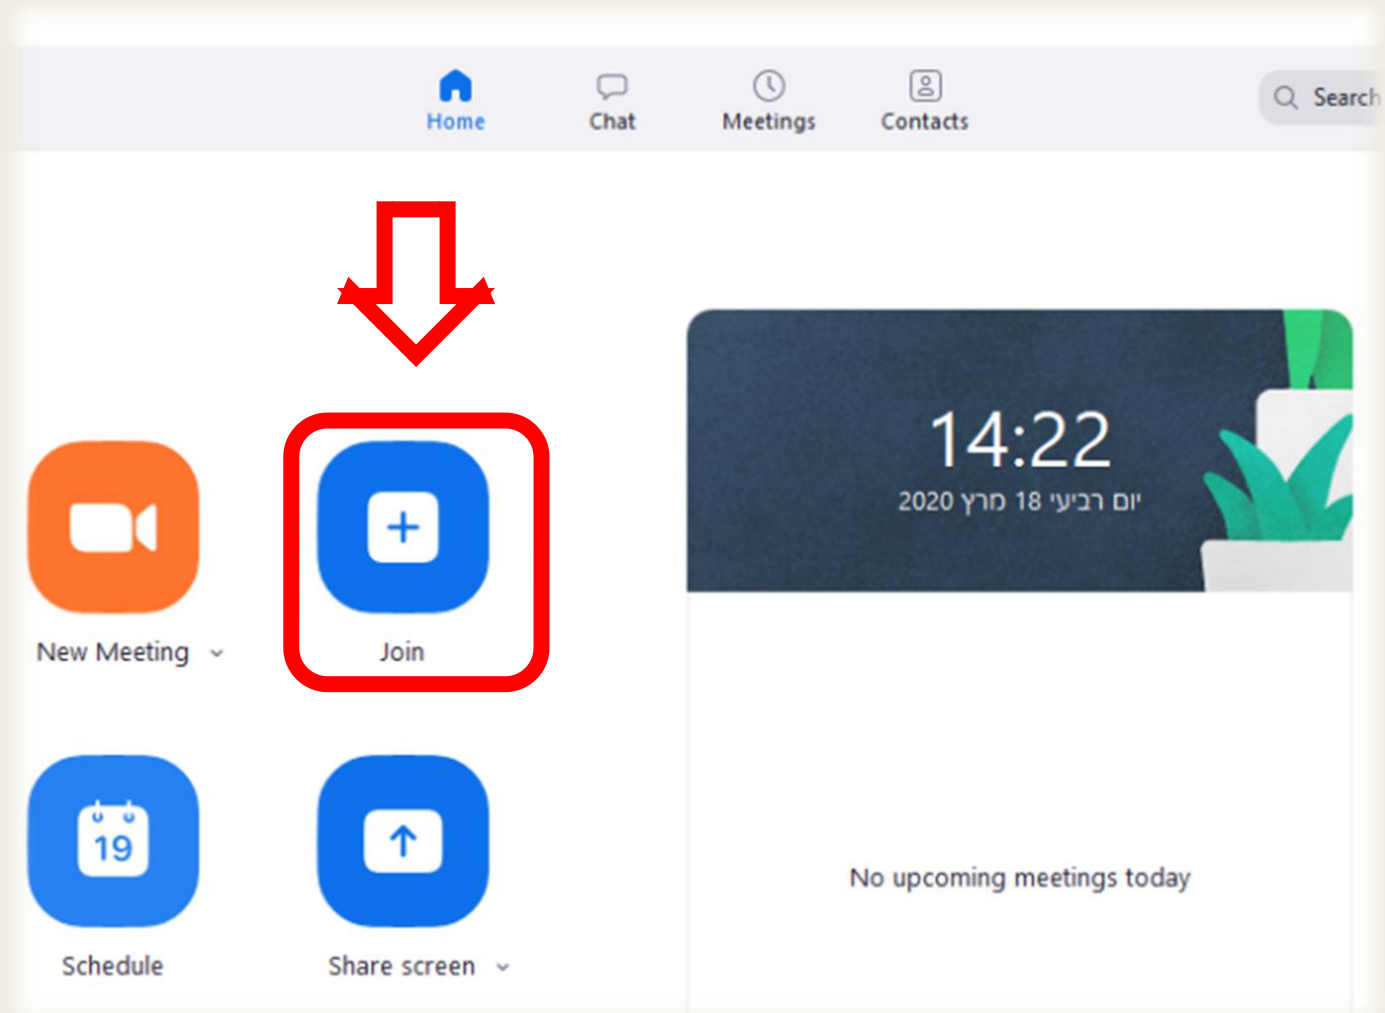 Home
Chat
Meetings
Contacts
Search
14:22
יום רביעי 18 מרץ 2020
New Meeting
Join
19
Schedule
Share screen
No upcoming meetings today